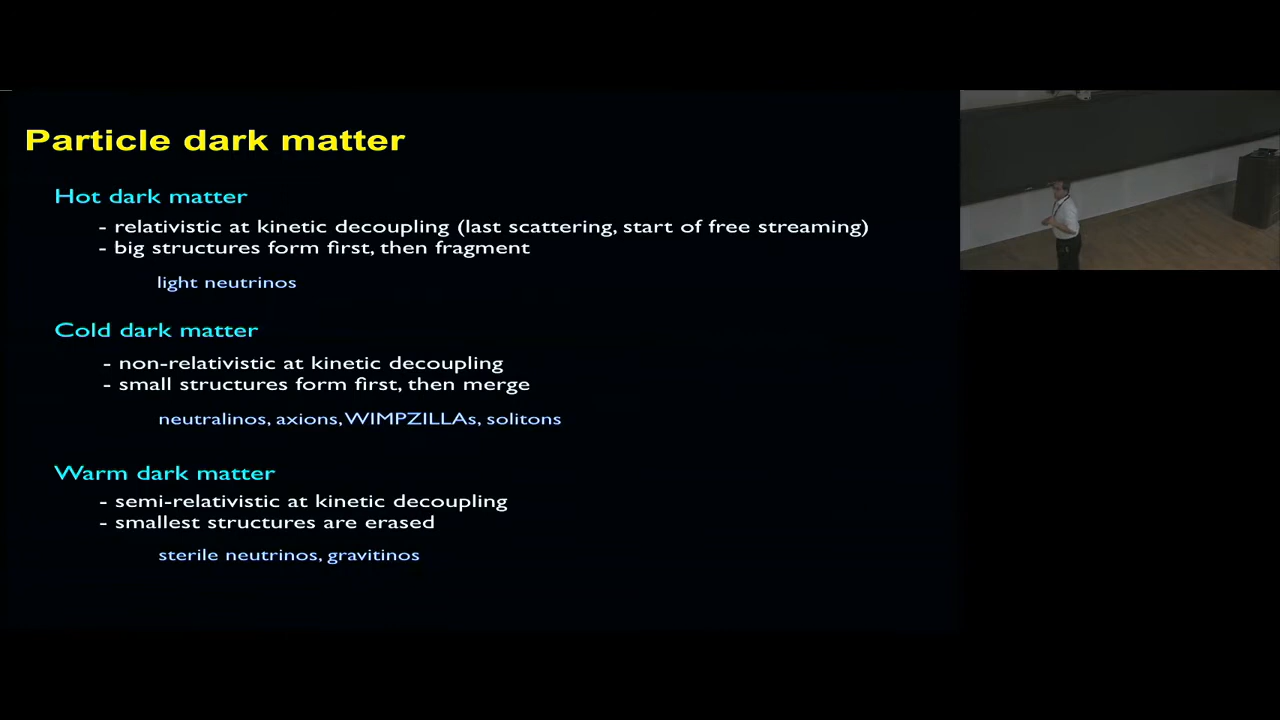 Particle dark matter
Hot dark matter
- relativistic at kinetic decoupling (last scattering, start of free streaming)
- big structures form first, then fragment
light neutrinos
Cold dark matter
- non-relativistic at kinetic decoupling
- small structures form first, then merge
neutralinos, axions, WIMPZILLAs, solitons
Warm dark matter
- semi-relativistic at kinetic decoupling
- smallest structures are erased
sterile neutrinos, gravitinos